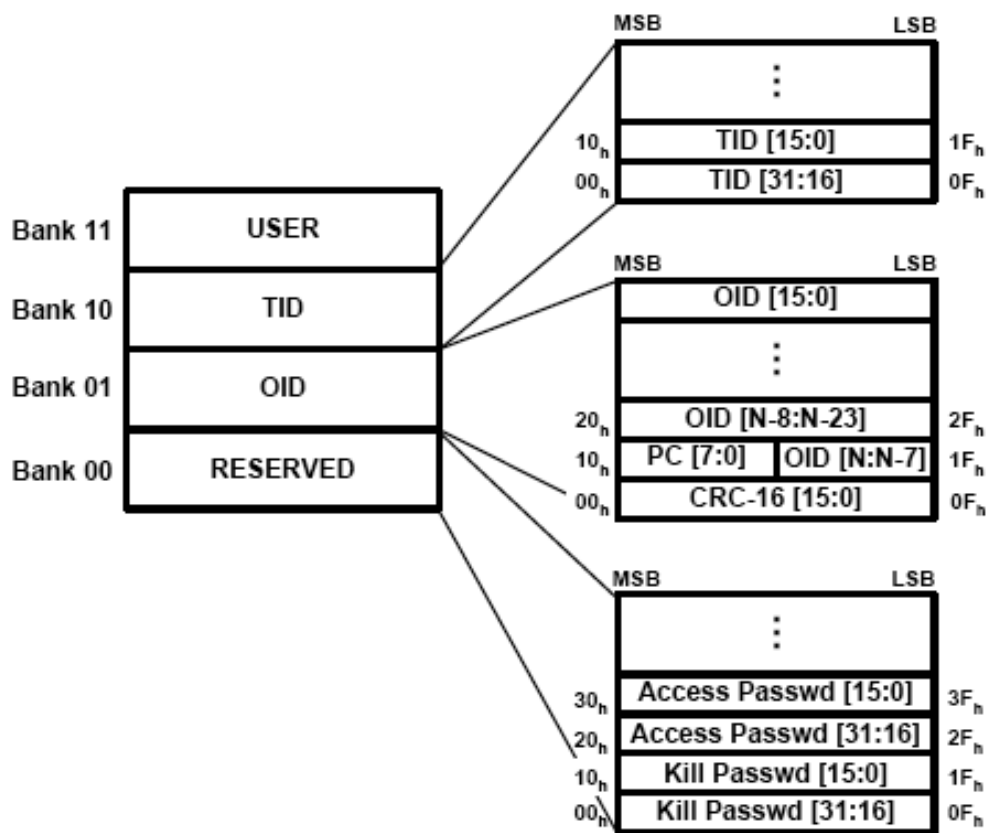 MSB LSB
⋮
10h TID [15:0] 1Fh
00h TID [31:16] 0Fh
Bank 11 USER
Bank 10 TID
Bank 01 OID
Bank 00 RESERVED
MSB LSB
OID [15:0]
⋮
20h OID [N-8:N-23] 2Fh
10h PC [7:0] OID [N:N-7] 1Fh
00h CRC-16 [15:0] 0Fh
MSB LSB
⋮
30h Access Passwd [15:0] 3Fh
20h Access Passwd [31:16] 2Fh
10h Kill Passwd [15:0] 1Fh
00h Kill Passwd [31:16] 0Fh